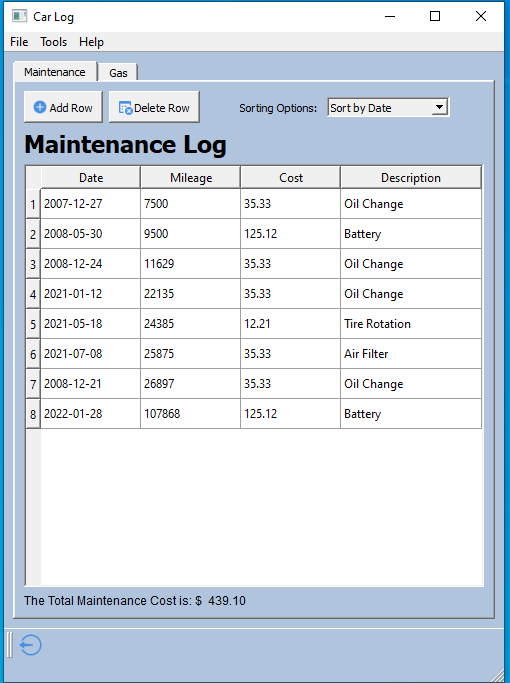 Car Log
File Tools Help
Maintenance Gas
Add Row Delete Row Sorting Options: Sort by Date
Maintenance Log
Date Mileage Cost Description
1 2007-12-27 7500 35.33 Oil Change
2 2008-05-30 9500 125.12 Battery
3 2008-12-24 11629 35.33 Oil Change
4 2021-01-12 22135 35.33 Oil Change
5 2021-05-18 24385 12.21 Tire Rotation
6 2021-07-08 25875 35.33 Air Filter
7 2008-12-21 26897 35.33 Oil Change
8 2022-01-28 107868 125.12 Battery
The Total Maintenance Cost is: $ 439.10